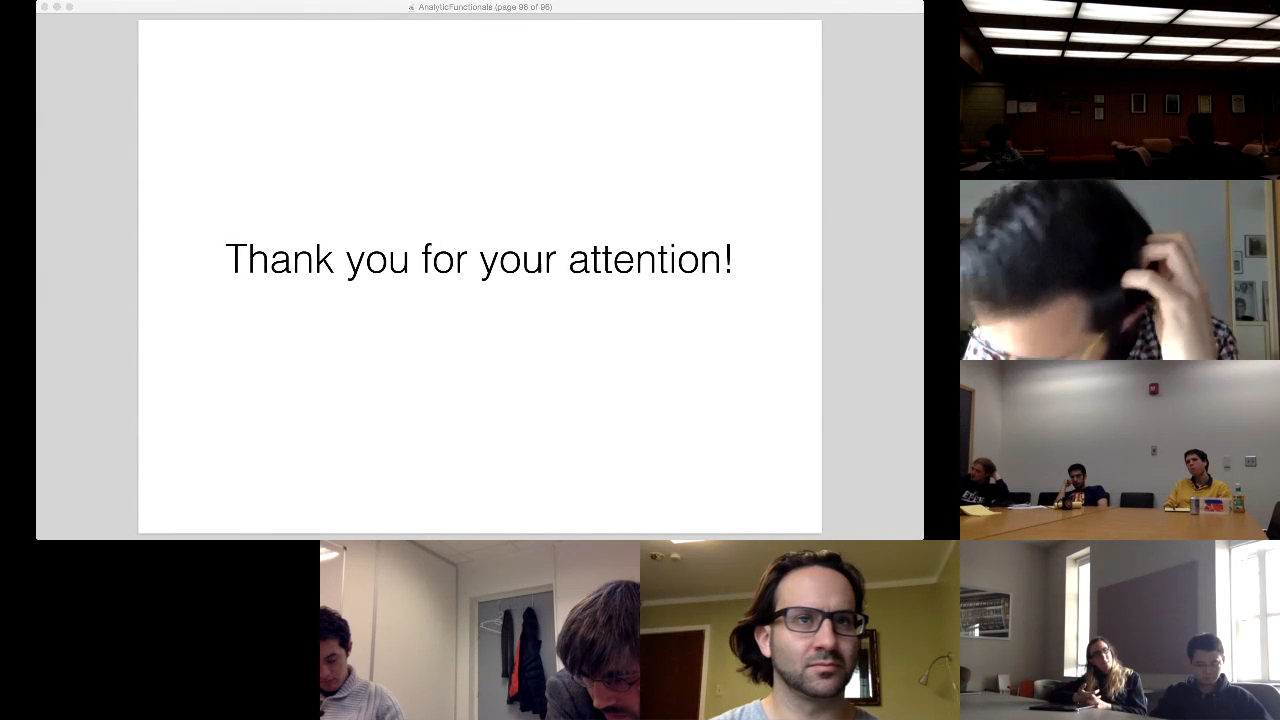 AnalyticFunctionals (page 96 of 96)
Thank you for your attention!